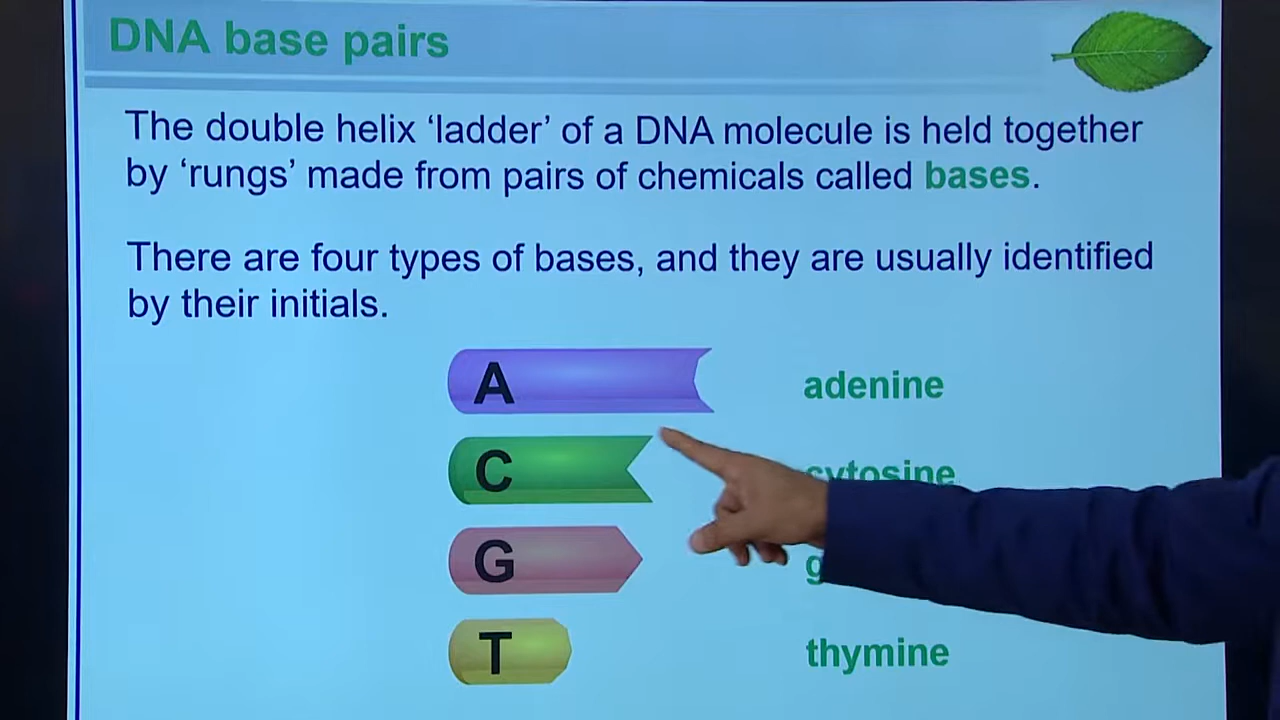 DNA base pairs
The double helix ‘ladder’ of a DNA molecule is held together
by ‘rungs’ made from pairs of chemicals called bases.
There are four types of bases, and they are usually identified
by their initials.
A adenine
C cytosine
G
T thymine